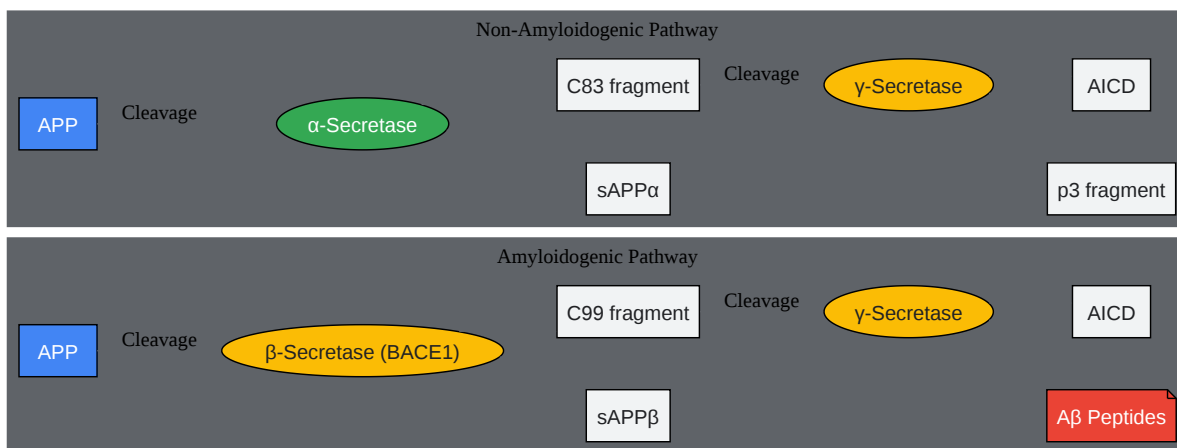 Non-Amyloidogenic Pathway
APP
Cleavage
α-Secretase
C83 fragment
sAPPα
Cleavage
γ-Secretase
AICD
p3 fragment
Amyloidogenic Pathway
APP
Cleavage
β-Secretase (BACE1)
C99 fragment
sAPPβ
Cleavage
γ-Secretase
AICD
Aβ Peptides